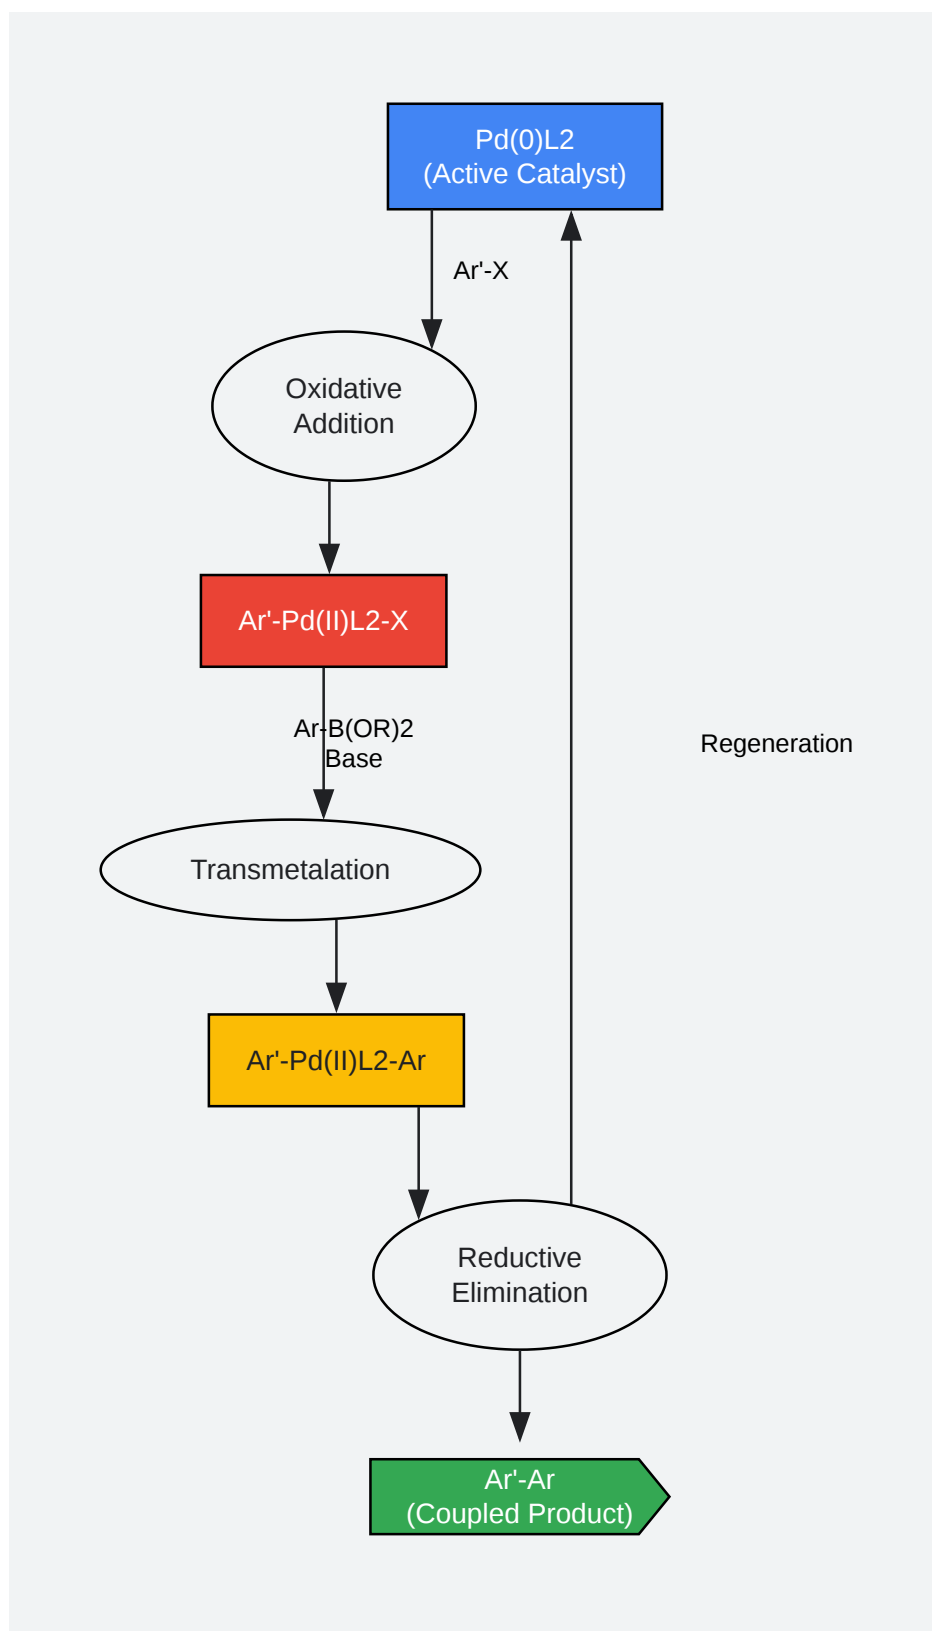 Pd(0)L2
(Active Catalyst)
Ar'-X
Oxidative
Addition
Ar'-Pd(II)L2-X
Ar-B(OR)2
Base
Regeneration
Transmetalation
Ar'-Pd(II)L2-Ar
Reductive
Elimination
Ar'-Ar
(Coupled Product)